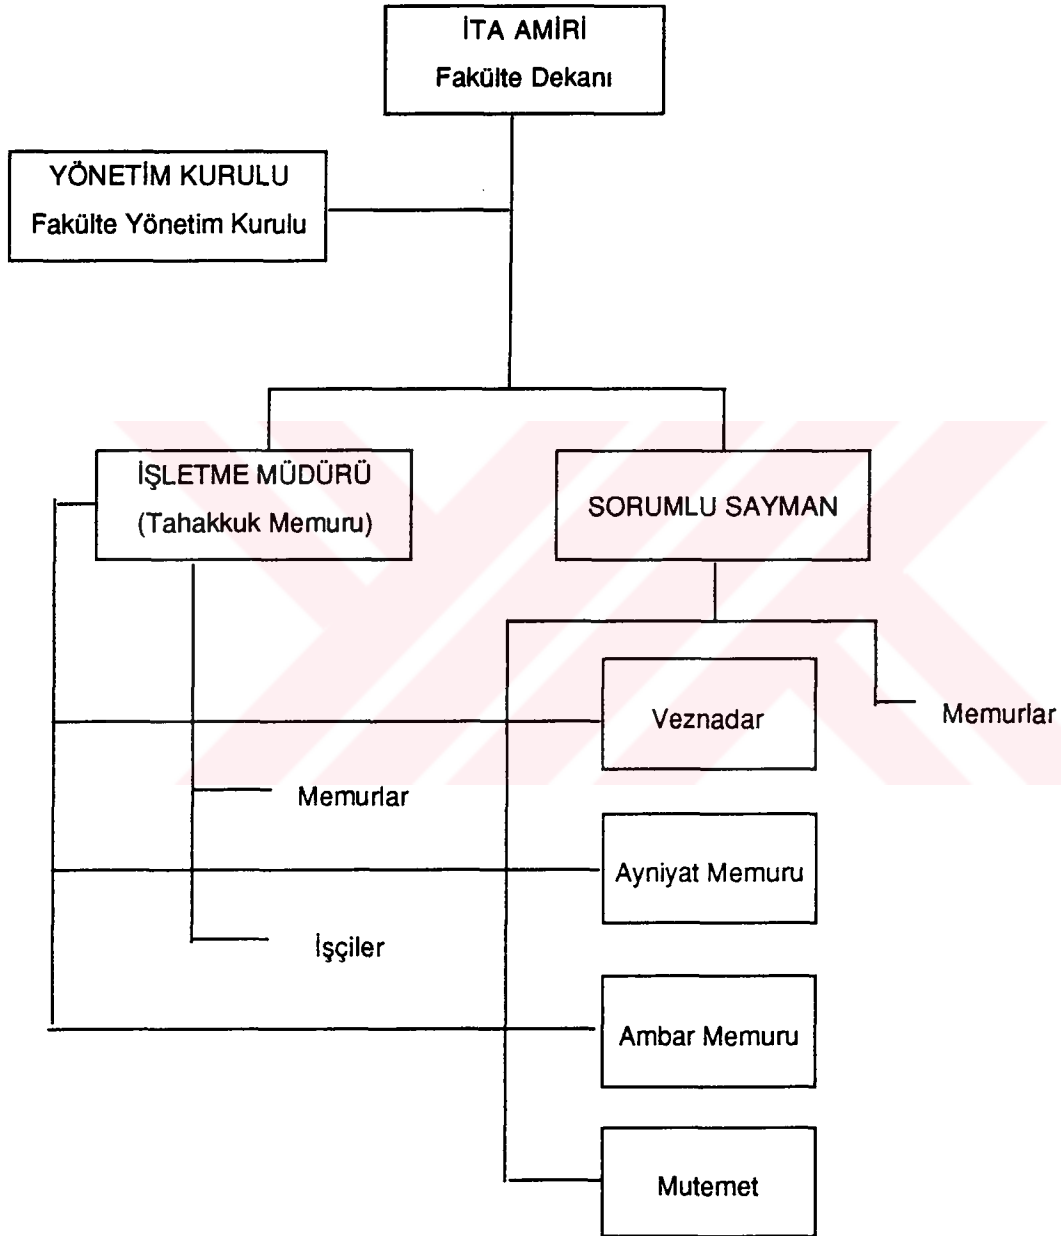 İTA AMİRİ
Fakülte Dekanı
YÖNETİM KURULU
Fakülte Yönetim Kurulu
İŞLETME MÜDÜRÜ
(Tahakkuk Memuru)
SORUMLU SAYMAN
Veznadar
Memurlar
Memurlar
Ayniyat Memuru
İşçiler
Ambar Memuru
Mutemet